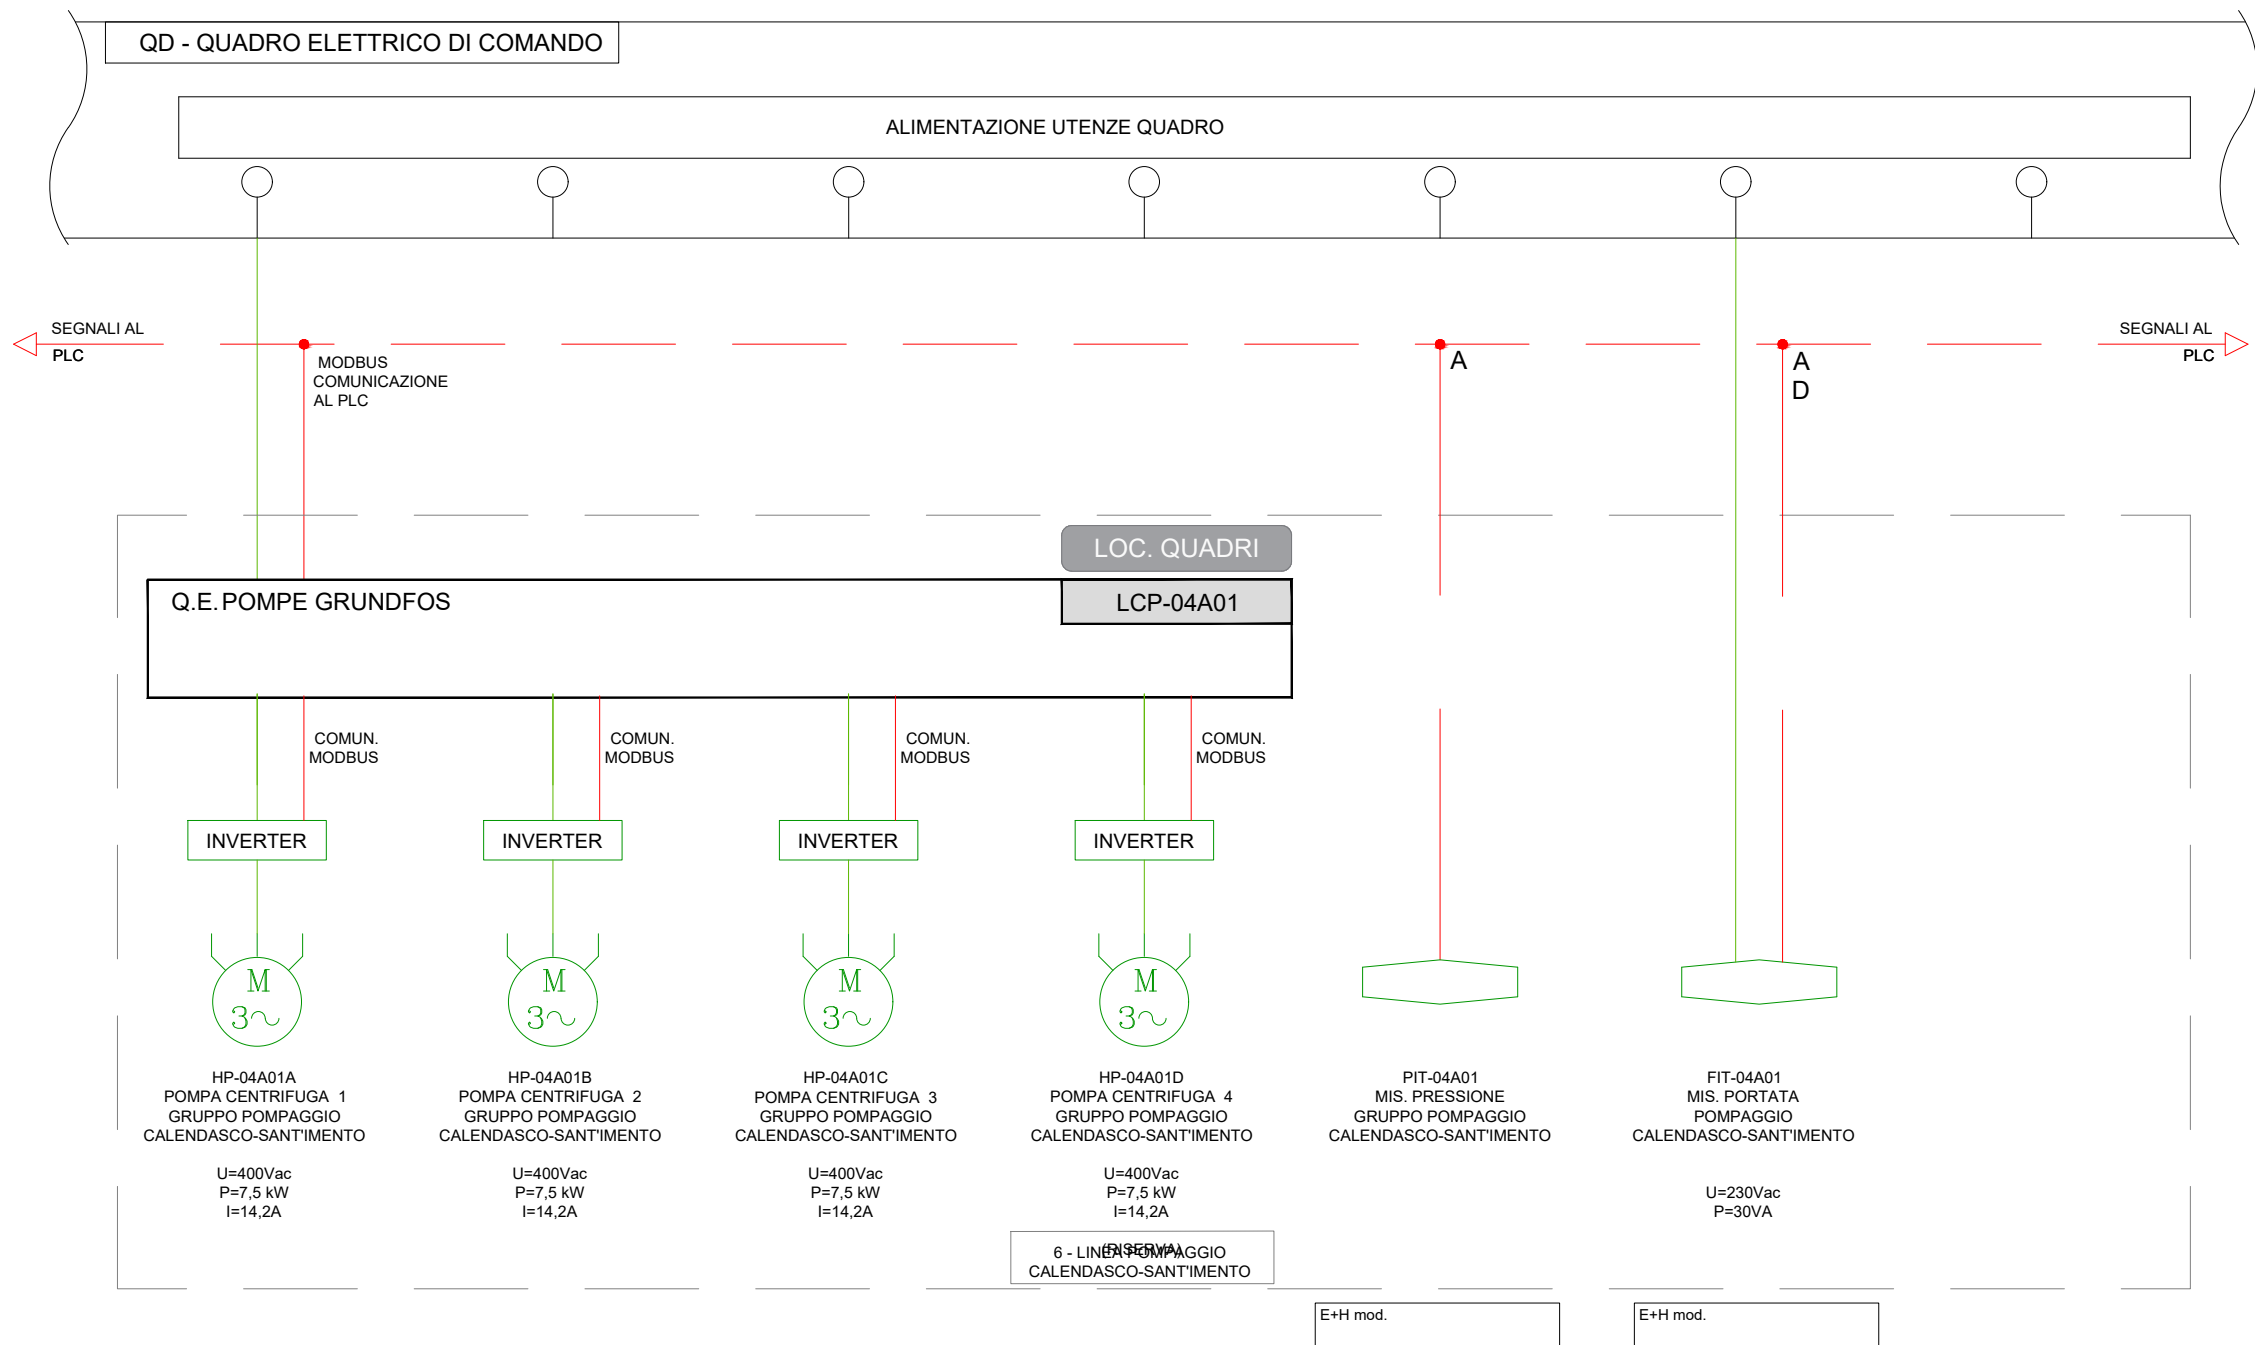 QD - QUADRO ELETTRICO DI COMANDO
ALIMENTAZIONE UTENZE QUADRO
SEGNALI AL
PLC
SEGNALI AL
PLC
MODBUS
COMUNICAZIONE
AL PLC
A
A
D
LOC. QUADRI
Q.E. POMPE GRUNDFOS
LCP-04A01
COMUN.
MODBUS
COMUN.
MODBUS
COMUN.
MODBUS
COMUN.
MODBUS
INVERTER
INVERTER
INVERTER
INVERTER
M
3~
M
3~
M
3~
M
3~
HP-04A01A
POMPA CENTRIFUGA 1
GRUPPO POMPAGGIO
CALENDASCO-SANT'IMENTO
U=400Vac
P=7,5 kW
I=14,2A
HP-04A01B
POMPA CENTRIFUGA 2
GRUPPO POMPAGGIO
CALENDASCO-SANT'IMENTO
U=400Vac
P=7,5 kW
I=14,2A
HP-04A01C
POMPA CENTRIFUGA 3
GRUPPO POMPAGGIO
CALENDASCO-SANT'IMENTO
U=400Vac
P=7,5 kW
I=14,2A
HP-04A01D
POMPA CENTRIFUGA 4
GRUPPO POMPAGGIO
CALENDASCO-SANT'IMENTO
U=400Vac
P=7,5 kW
I=14,2A
(RISERVA)
PIT-04A01
MIS. PRESSIONE
GRUPPO POMPAGGIO
CALENDASCO-SANT'IMENTO
FIT-04A01
MIS. PORTATA
POMPAGGIO
CALENDASCO-SANT'IMENTO
U=230Vac
P=30VA
6 - LINEA POMPAGGIO
CALENDASCO-SANT'IMENTO
E+H mod.
E+H mod.